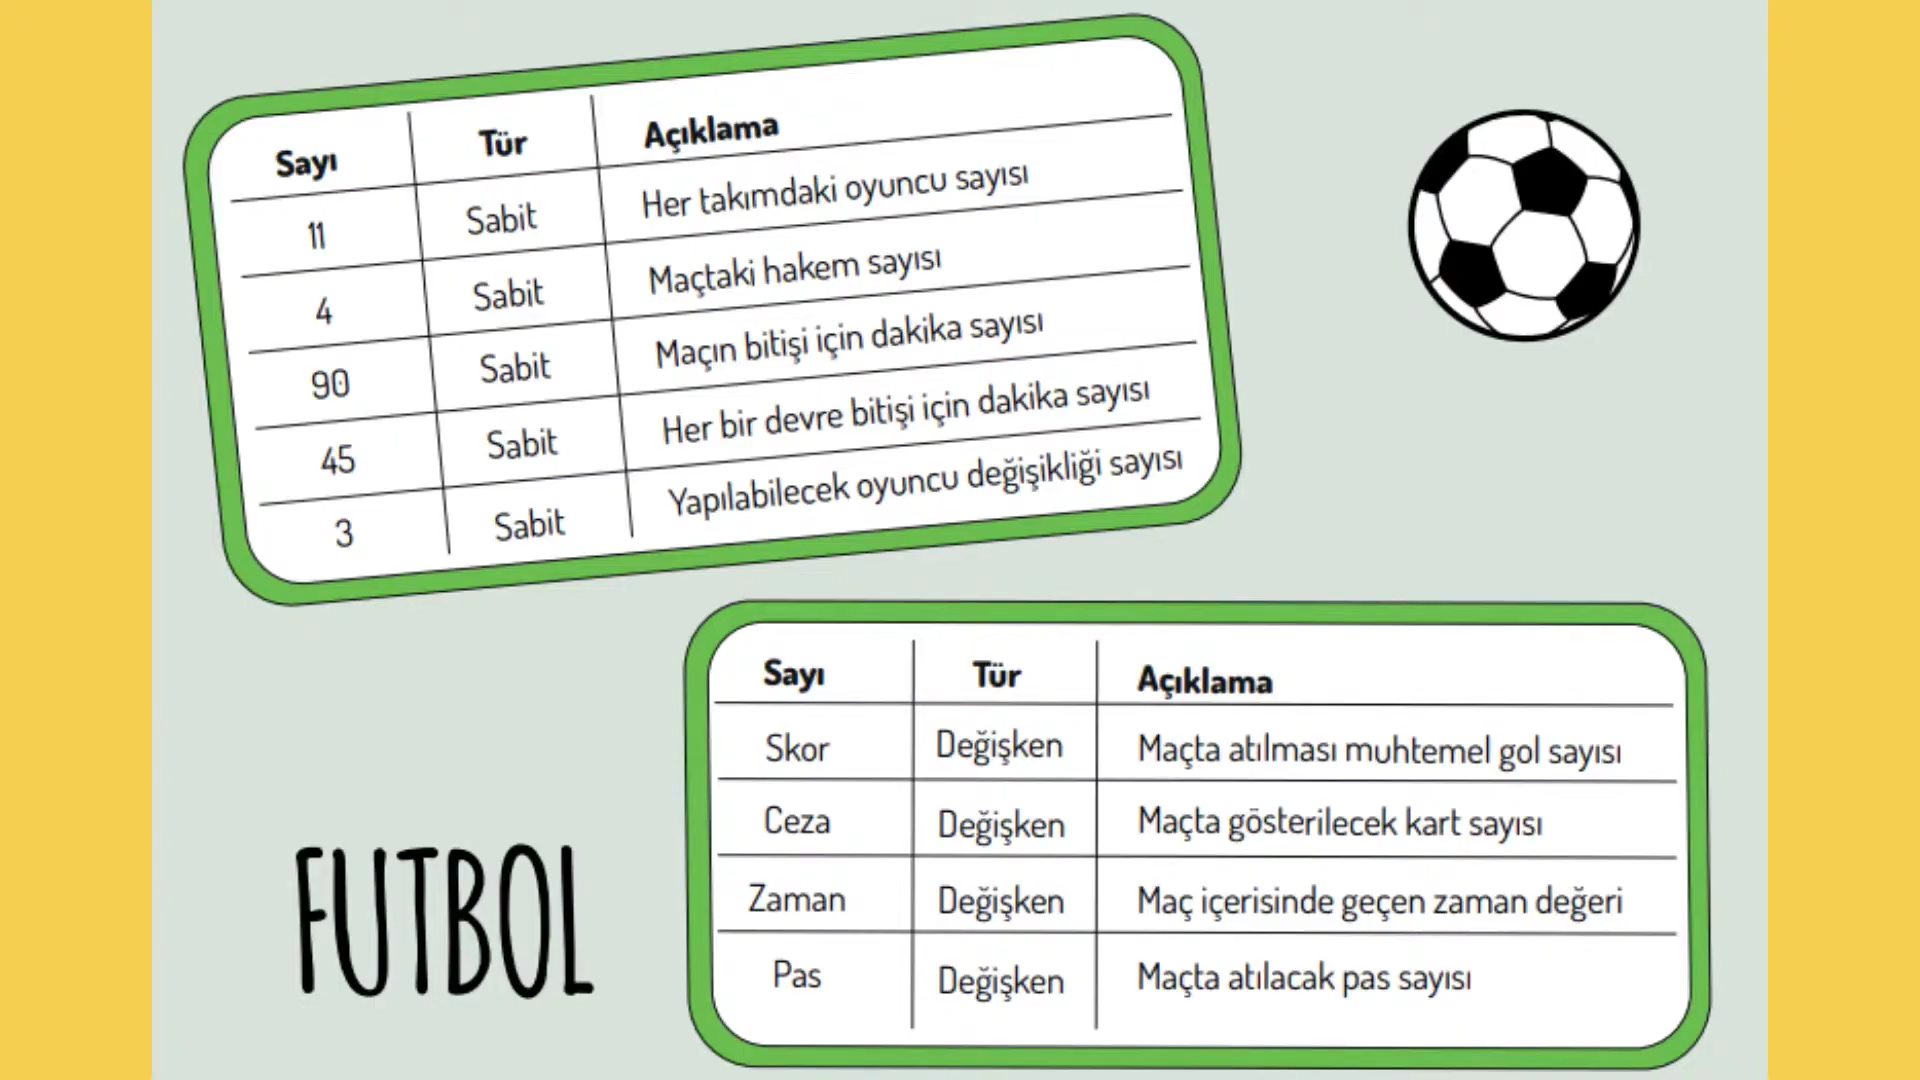 Sayı Tür Açıklama
11 Sabit Her takımdaki oyuncu sayısı
4 Sabit Maçtaki hakem sayısı
90 Sabit Maçın bitişi için dakika sayısı
45 Sabit Her bir devre bitişi için dakika sayısı
3 Sabit Yapılabilecek oyuncu değişikliği sayısı
Sayı Tür Açıklama
Skor Değişken Maçta atılması muhtemel gol sayısı
Ceza Değişken Maçta gösterilecek kart sayısı
Zaman Değişken Maç içerisinde geçen zaman değeri
Pas Değişken Maçta atılacak pas sayısı
FUTBOL